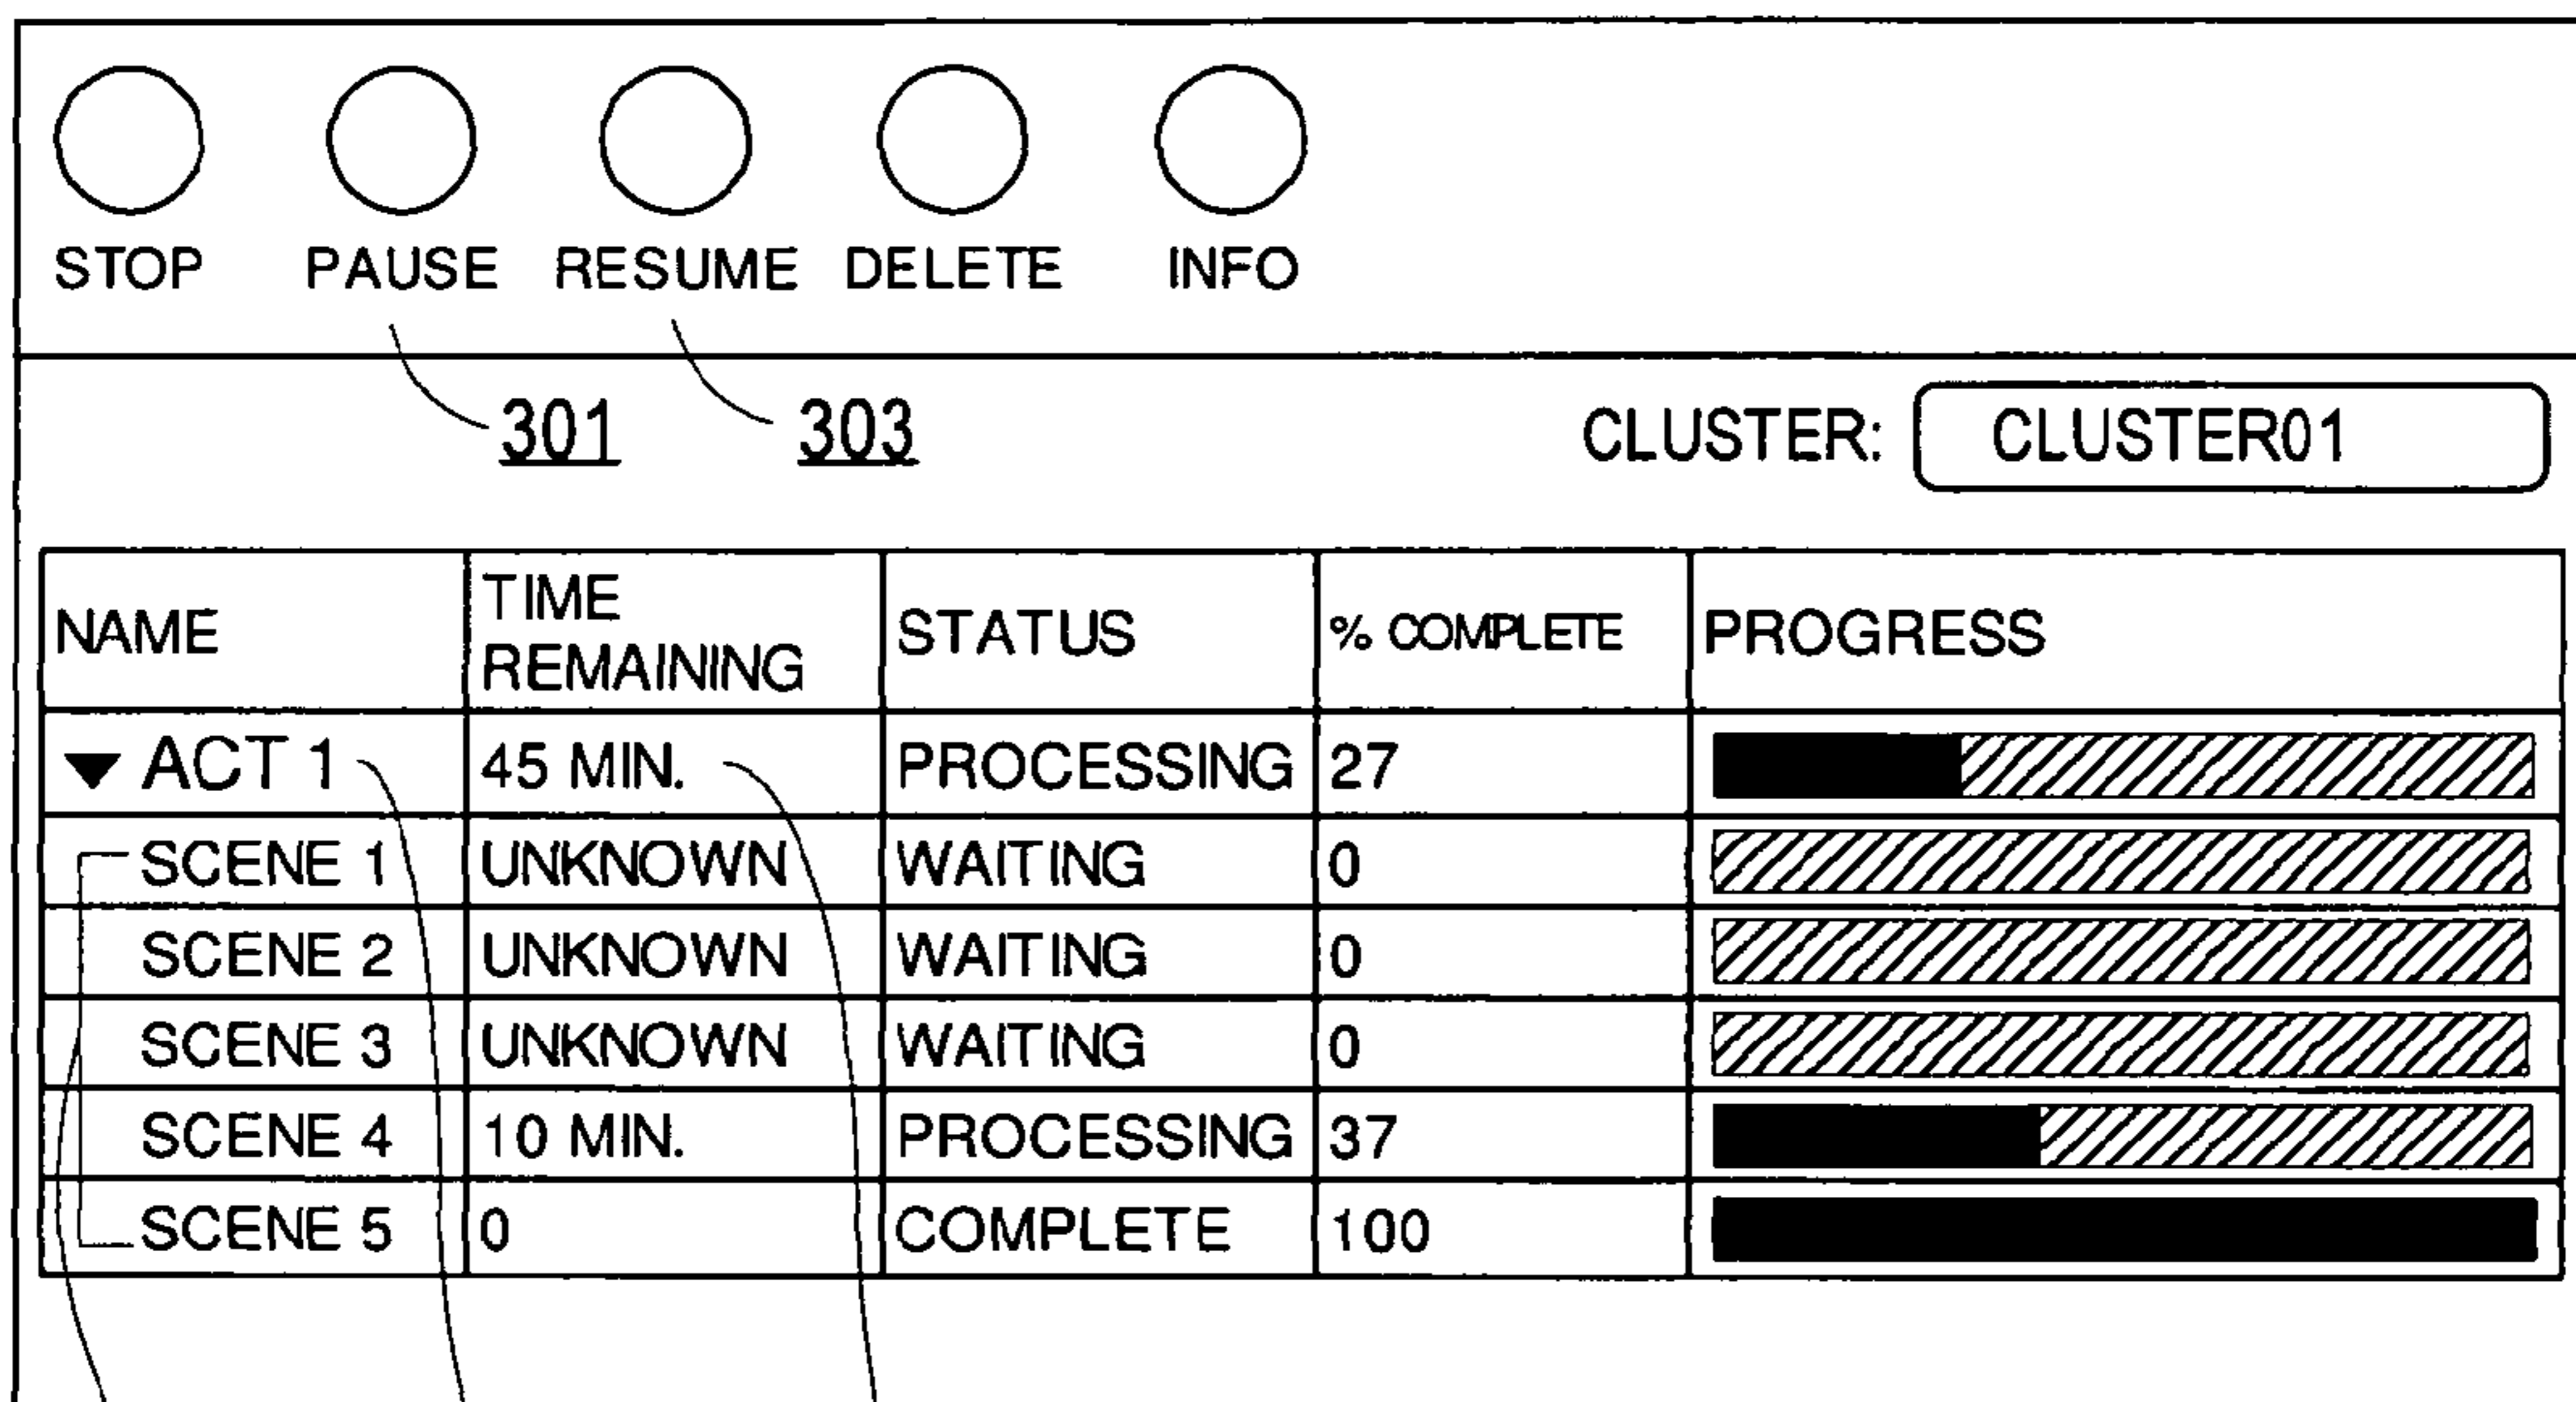 STOP PAUSE RESUME DELETE INFO
301 303 CLUSTER: CLUSTER01
NAME TIME REMAINING STATUS % COMPLETE PROGRESS
ACT 1 45 MIN. PROCESSING 27
SCENE 1 UNKNOWN WAITING 0
SCENE 2 UNKNOWN WAITING 0
SCENE 3 UNKNOWN WAITING 0
SCENE 4 10 MIN. PROCESSING 37
SCENE 5 0 COMPLETE 100